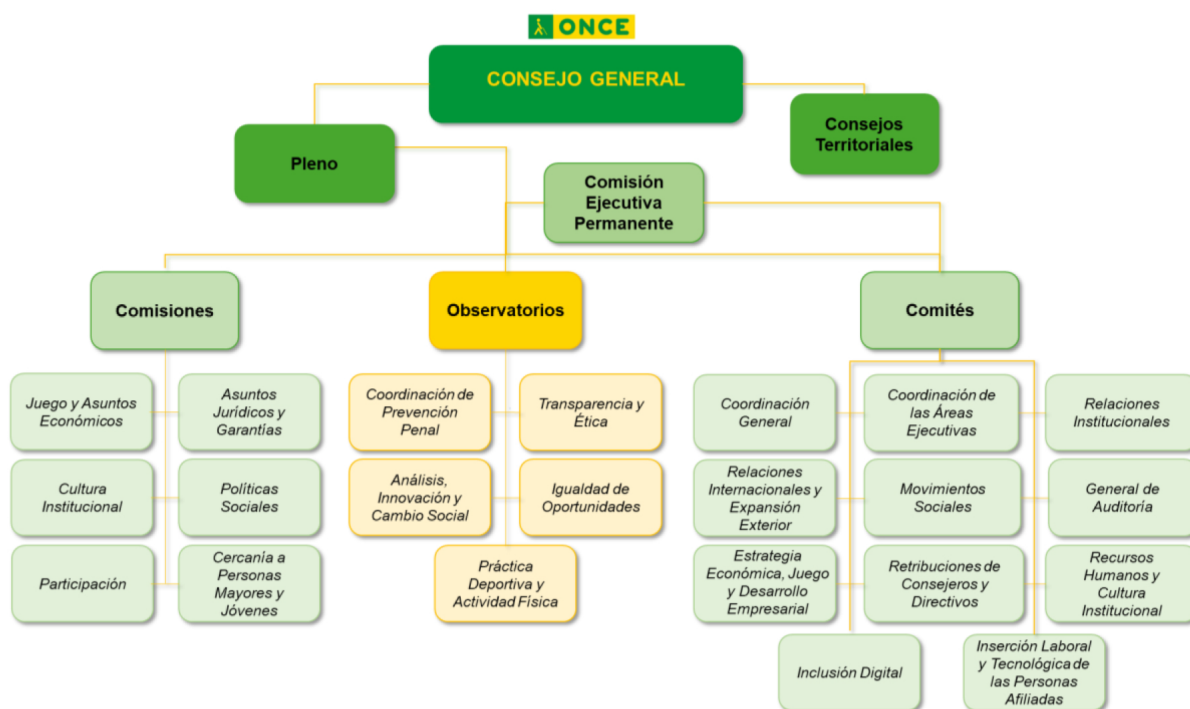 ONCE
CONSEJO GENERAL
Consejos
Territoriales
Pleno
Comisión
Ejecutiva
Permanente
Comisiones
Observatorios
Comités
Juego y Asuntos
Económicos
Asuntos
Jurídicos y
Garantías
Coordinación de
Prevención
Penal
Transparencia y
Ética
Coordinación
General
Coordinación de
las Áreas
Ejecutivas
Relaciones
Institucionales
Cultura
Institucional
Políticas
Sociales
Análisis,
Innovación y
Cambio Social
Igualdad de
Oportunidades
Relaciones
Internacionales y
Expansión
Exterior
Movimientos
Sociales
General de
Auditoría
Participación
Cercanía a
Personas
Mayores y
Jóvenes
Práctica
Deportiva y
Actividad Física
Estrategia
Económica, Juego
y Desarrollo
Empresarial
Retribuciones de
Consejeros y
Directivos
Recursos
Humanos y
Cultura
Institucional
Inclusión Digital
Inserción Laboral
y Tecnológica de
las Personas
Afiliadas